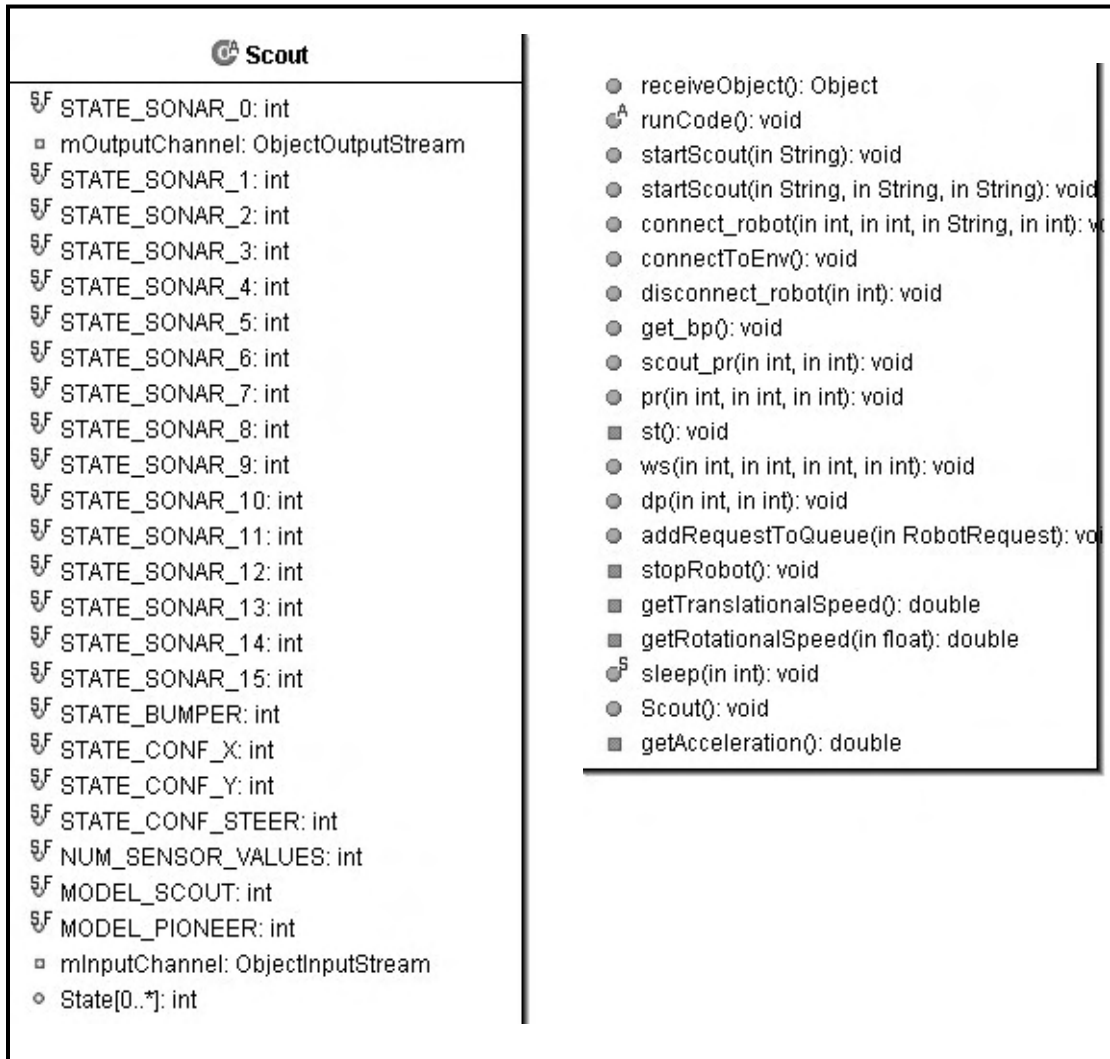 Scout
STATE_SONAR_0: int
mOutputChannel: ObjectOutputStream
STATE_SONAR_1: int
STATE_SONAR_2: int
STATE_SONAR_3: int
STATE_SONAR_4: int
STATE_SONAR_5: int
STATE_SONAR_6: int
STATE_SONAR_7: int
STATE_SONAR_8: int
STATE_SONAR_9: int
STATE_SONAR_10: int
STATE_SONAR_11: int
STATE_SONAR_12: int
STATE_SONAR_13: int
STATE_SONAR_14: int
STATE_SONAR_15: int
STATE_BUMPER: int
STATE_CONF_X: int
STATE_CONF_Y: int
STATE_CONF_STEER: int
NUM_SENSOR_VALUES: int
MODEL_SCOUT: int
MODEL_PIONEER: int
mInputChannel: ObjectInputStream
State[0..*]: int
receiveObject(): Object
runCode(): void
startScout(in String): void
startScout(in String, in String, in String): void
connect_robot(in int, in int, in String, in int):
connectToEnv(): void
disconnect_robot(in int): void
get_bp(): void
scout_pr(in int, in int): void
pr(in int, in int, in int): void
st(): void
ws(in int, in int, in int, in int): void
dp(in int, in int): void
addRequestToQueue(in RobotRequest): voi
stopRobot(): void
getTranslationalSpeed(): double
getRotationalSpeed(in float): double
sleep(in int): void
Scout(): void
getAcceleration(): double